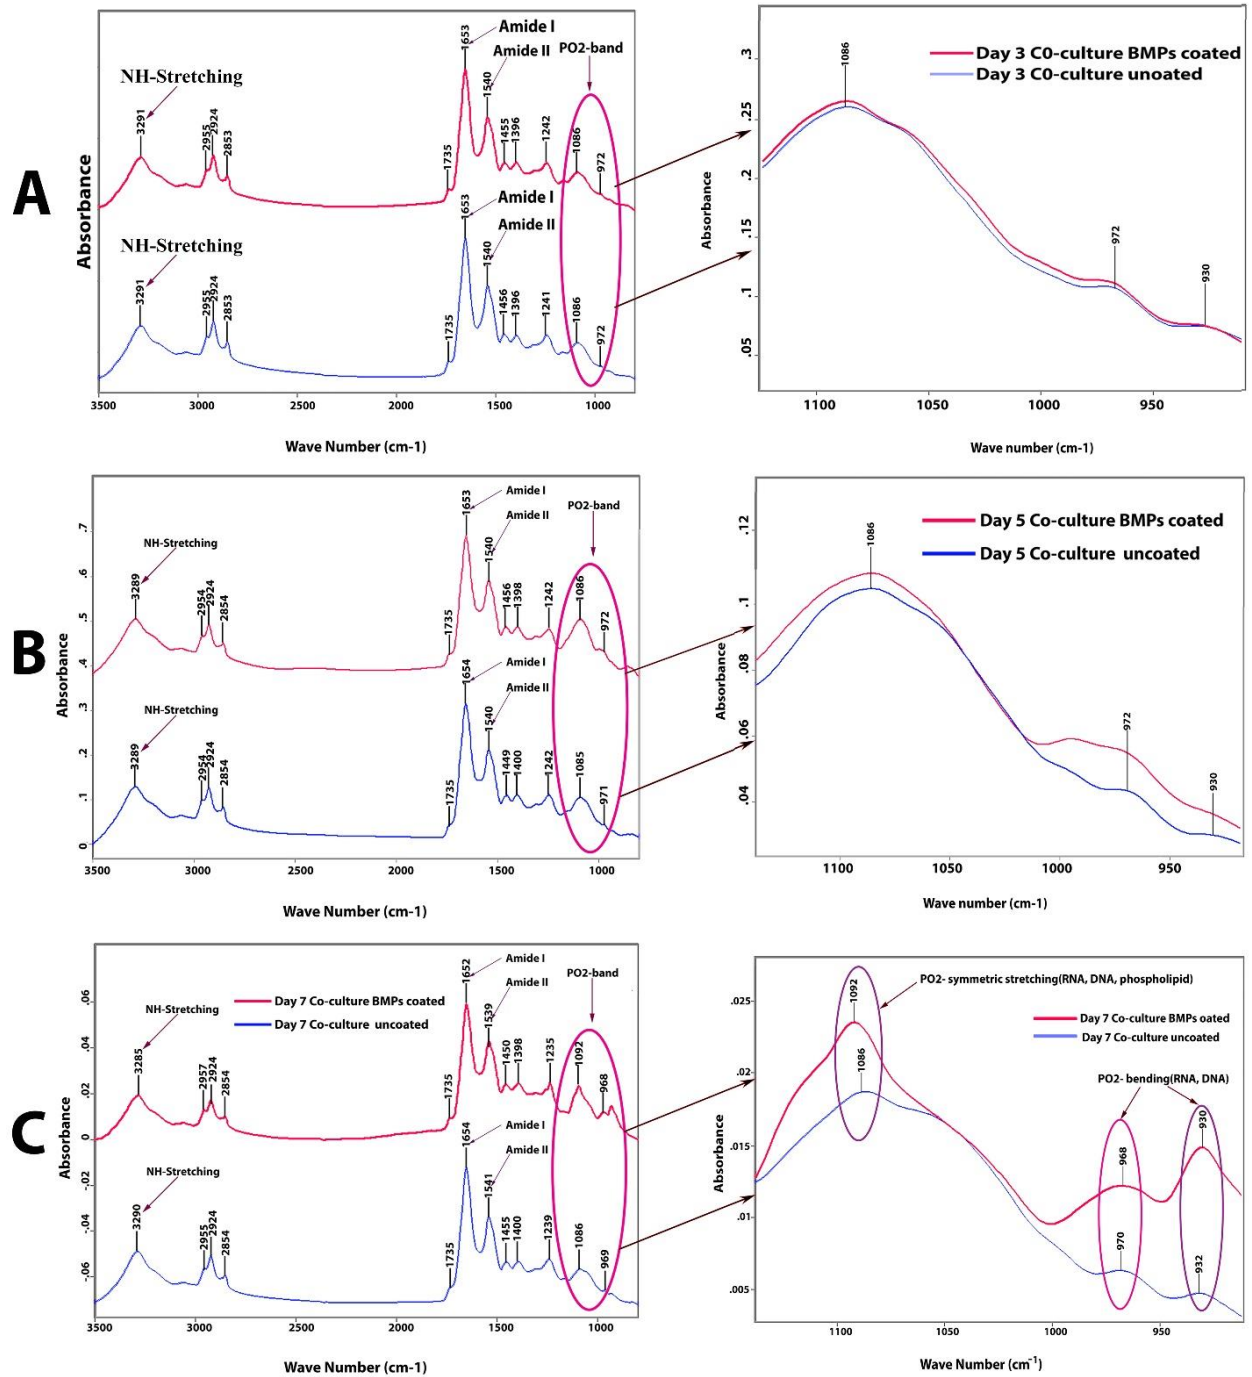 A
Absorbance
NH-Stretching
3291
2955
2924
2853
1735
1653
Amide I
1540
Amide II
1455
1396
1242
1086
972
PO2-band
NH-Stretching
3291
2955
2924
2853
1735
1653
Amide I
1540
Amide II
1456
1396
1241
1086
972
3500 3000 2000 1500 1000
Wave Number (cm-1)
Absorbance
.3
.25
.2
.15
.1
.05
1086
972
930
Day 3 C0-culture BMPs coated
Day 3 C0-culture unoated
1100 1050 1000 950
Wave number (cm-1)
B
Absorbance
.7
.6
.5
.4
.3
.2
.1
0
NH-Stretching
3289
2954
2924
2854
1735
1653
Amide I
1540
Amide II
1456
1398
1242
1086
972
PO2-band
NH-Stretching
3289
2954
2924
2854
1735
1654
Amide I
1540
Amide II
1449
1400
1242
1085
971
3500 3000 2000 1500 1000
Wave Number (cm-1)
Absorbance
.12
.1
.08
.06
.04
1086
972
930
Day 5 Co-culture BMPs coated
Day 5 Co-culture uncoated
1100 1050 1000 950
Wave number (cm-1)
C
Absorbance
.06
.04
.02
0
-.02
-.04
-.06
NH-Stretching
3285
2957
2924
2854
Day 7 Co-culture BMPs coated
Day 7 Co-culture uncoated
1735
1652
Amide I
1539
Amide II
1450
1398
1235
1092
968
PO2-band
NH-Stretching
3290
2955
2924
2854
1735
1654
Amide I
1541
Amide II
1455
1400
1239
1086
969
3500 3000 2000 1500 1000
Wave Number (cm-1)
Absorbance
.025
.02
.015
.01
.005
1092
1086
PO2- symmetric stretching(RNA, DNA, phospholipid)
Day 7 Co-culture BMPs oated
Day 7 Co-culture uncoated
PO2- bending(RNA, DNA)
968
930
970
932
1100 1050 1000 950
Wave Number (cm-1)